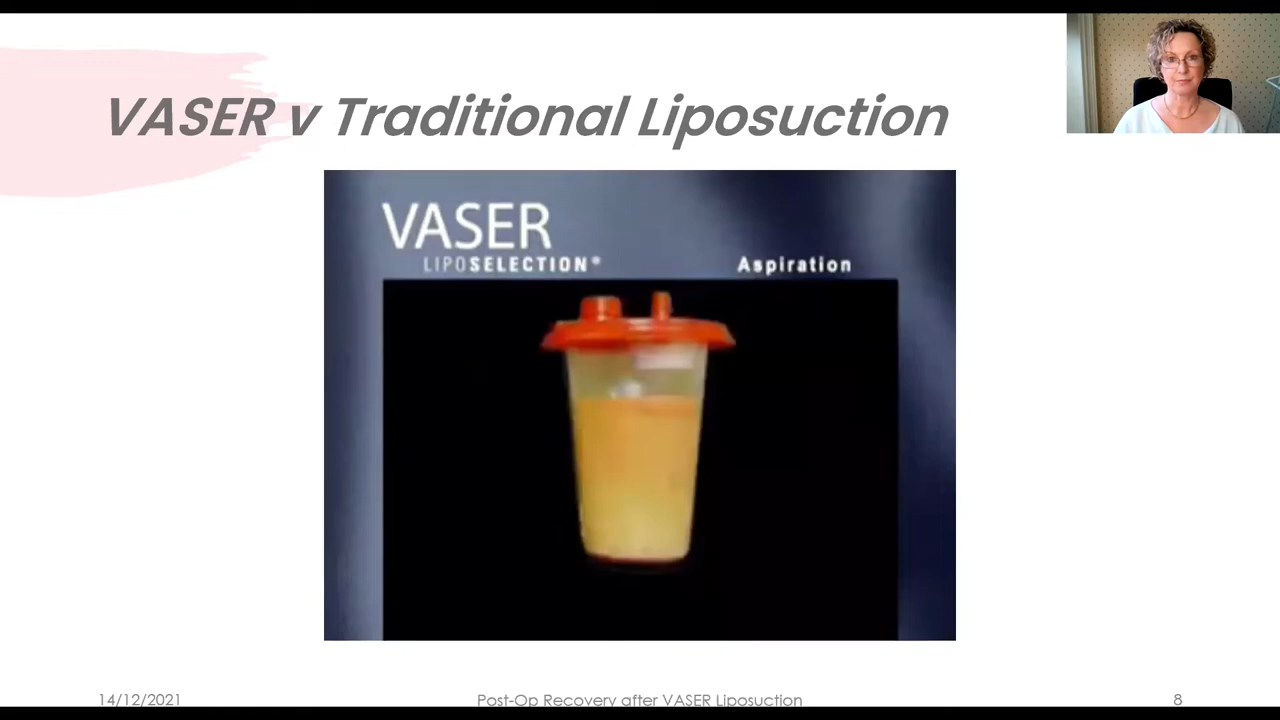 VASER v Traditional Liposuction
VASER
LIPOSELECTION®
Aspiration
14/12/2021
Post-Op Recovery after VASER Liposuction
8